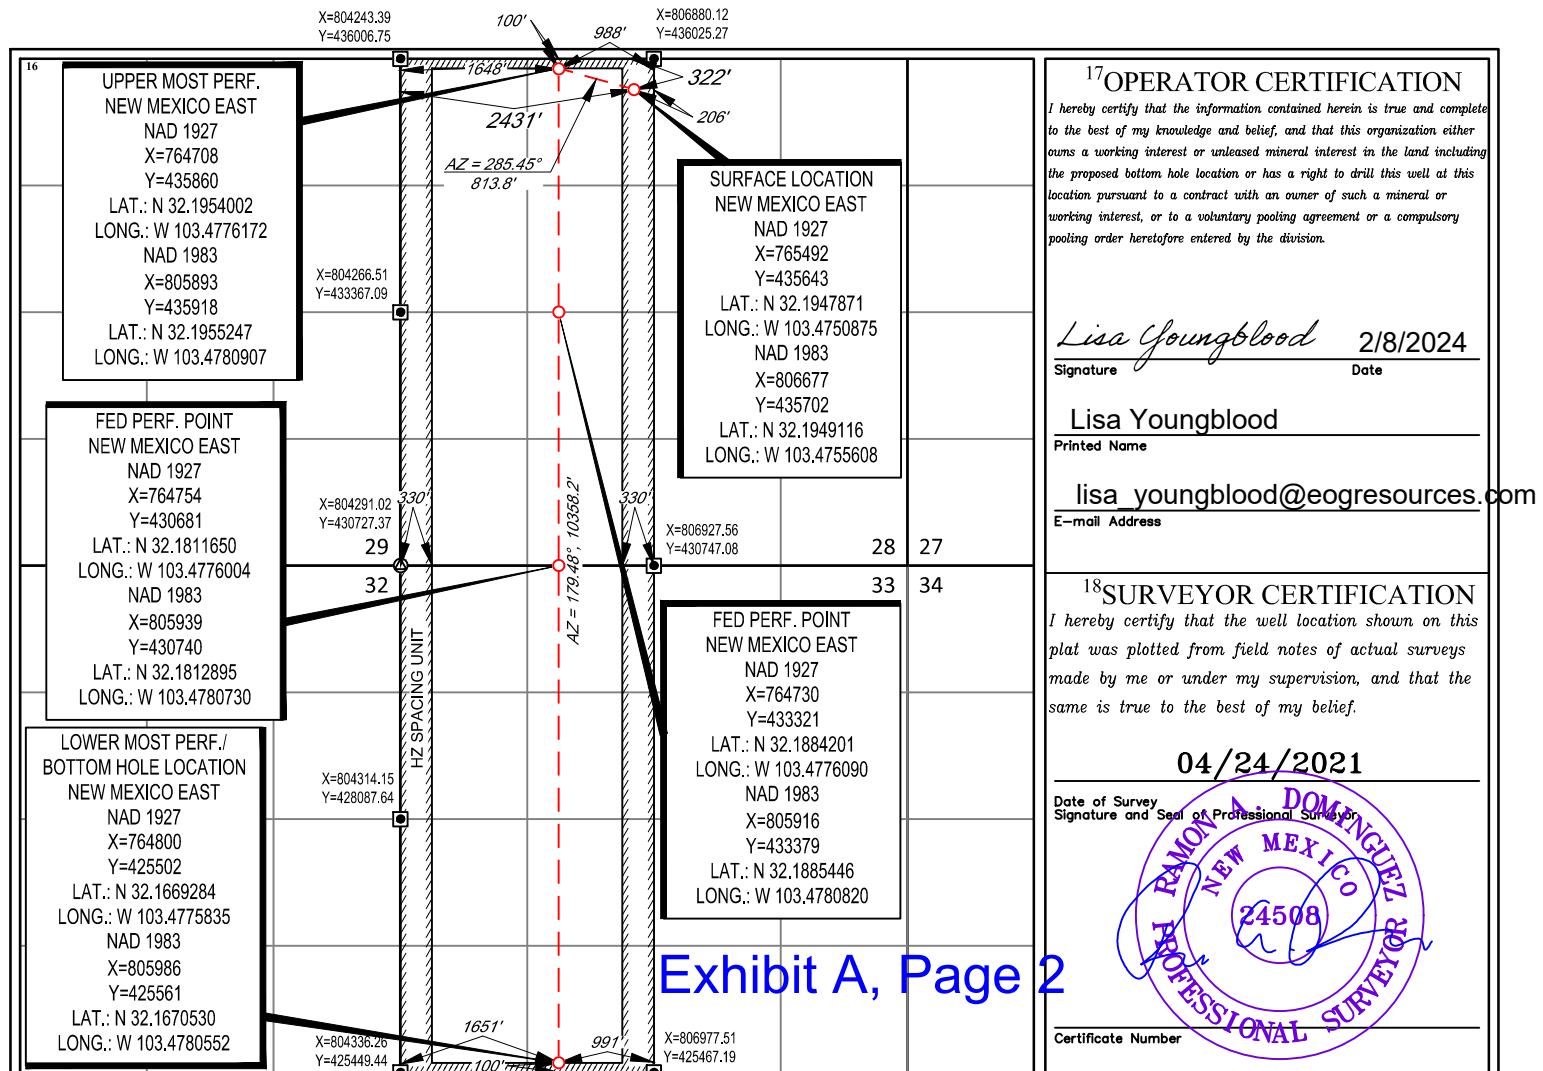 X=804243.39
Y=436006.75
100'
988'
X=806880.12
Y=436025.27
16
1648'
322'
2431'
206'
AZ = 285.45°
813.8'
UPPER MOST PERF.
NEW MEXICO EAST
NAD 1927
X=764708
Y=435860
LAT.: N 32.1954002
LONG.: W 103.4776172
NAD 1983
X=805893
Y=435918
LAT.: N 32.1955247
LONG.: W 103.4780907
SURFACE LOCATION
NEW MEXICO EAST
NAD 1927
X=765492
Y=435643
LAT.: N 32.1947871
LONG.: W 103.4750875
NAD 1983
X=806677
Y=435702
LAT.: N 32.1949116
LONG.: W 103.4755608
X=804266.51
Y=433367.09
FED PERF. POINT
NEW MEXICO EAST
NAD 1927
X=764754
Y=430681
LAT.: N 32.1811650
LONG.: W 103.4776004
NAD 1983
X=805939
Y=430740
LAT.: N 32.1812895
LONG.: W 103.4780730
X=804291.02
Y=430727.37
330'
AZ = 179.48°, 10358.2'
330'
X=806927.56
Y=430747.08
29
28
27
32
33
34
HZ SPACING UNIT
FED PERF. POINT
NEW MEXICO EAST
NAD 1927
X=764730
Y=433321
LAT.: N 32.1884201
LONG.: W 103.4776090
NAD 1983
X=805916
Y=433379
LAT.: N 32.1885446
LONG.: W 103.4780820
LOWER MOST PERF./
BOTTOM HOLE LOCATION
NEW MEXICO EAST
NAD 1927
X=764800
Y=425502
LAT.: N 32.1669284
LONG.: W 103.4775835
NAD 1983
X=805986
Y=425561
LAT.: N 32.1670530
LONG.: W 103.4780552
X=804314.15
Y=428087.64
Exhibit A, Page 2
X=804336.26
Y=425449.44
1651'
100'
991'
X=806977.51
Y=425467.19
17OPERATOR CERTIFICATION
I hereby certify that the information contained herein is true and complete
to the best of my knowledge and belief, and that this organization either
owns a working interest or unleased mineral interest in the land including
the proposed bottom hole location or has a right to drill this well at this
location pursuant to a contract with an owner of such a mineral or
working interest, or to a voluntary pooling agreement or a compulsory
pooling order heretofore entered by the division.
Lisa Youngblood 2/8/2024
Signature Date
Lisa Youngblood
Printed Name
lisa_youngblood@eogresources.com
E-mail Address
18SURVEYOR CERTIFICATION
I hereby certify that the well location shown on this
plat was plotted from field notes of actual surveys
made by me or under my supervision, and that the
same is true to the best of my belief.
04/24/2021
Date of Survey
Signature and Seal of Professional Surveyor
RAMON A. DOMINGUEZ
NEW MEXICO
24508
PROFESSIONAL SURVEYOR
Certificate Number